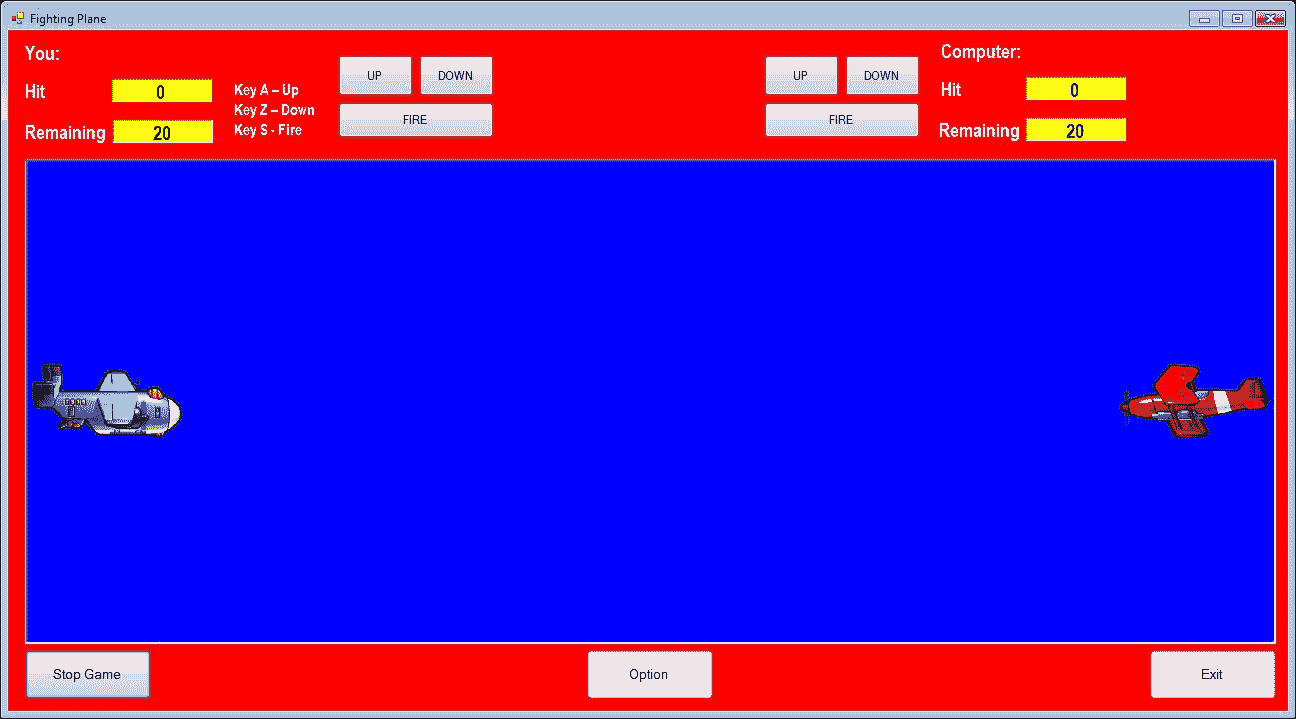 Fighting Plane
You:
Hit 0
Remaining 20
Key A – Up
Key Z – Down
Key S - Fire
UP DOWN
FIRE
UP DOWN
FIRE
Computer:
Hit 0
Remaining 20
Stop Game
Option
Exit